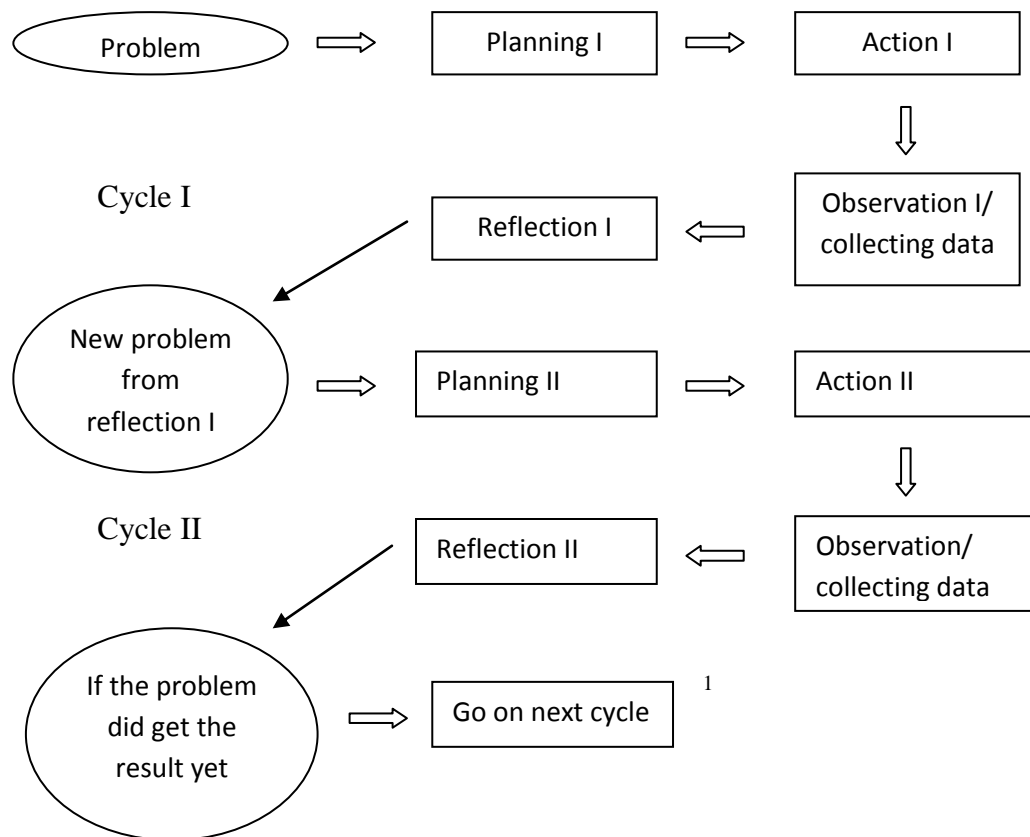 Problem
Planning I
Action I
Cycle I
Reflection I
Observation I/
collecting data
New problem
from
reflection I
Planning II
Action II
Cycle II
Reflection II
Observation/
collecting data
If the problem
did get the
result yet
Go on next cycle
1